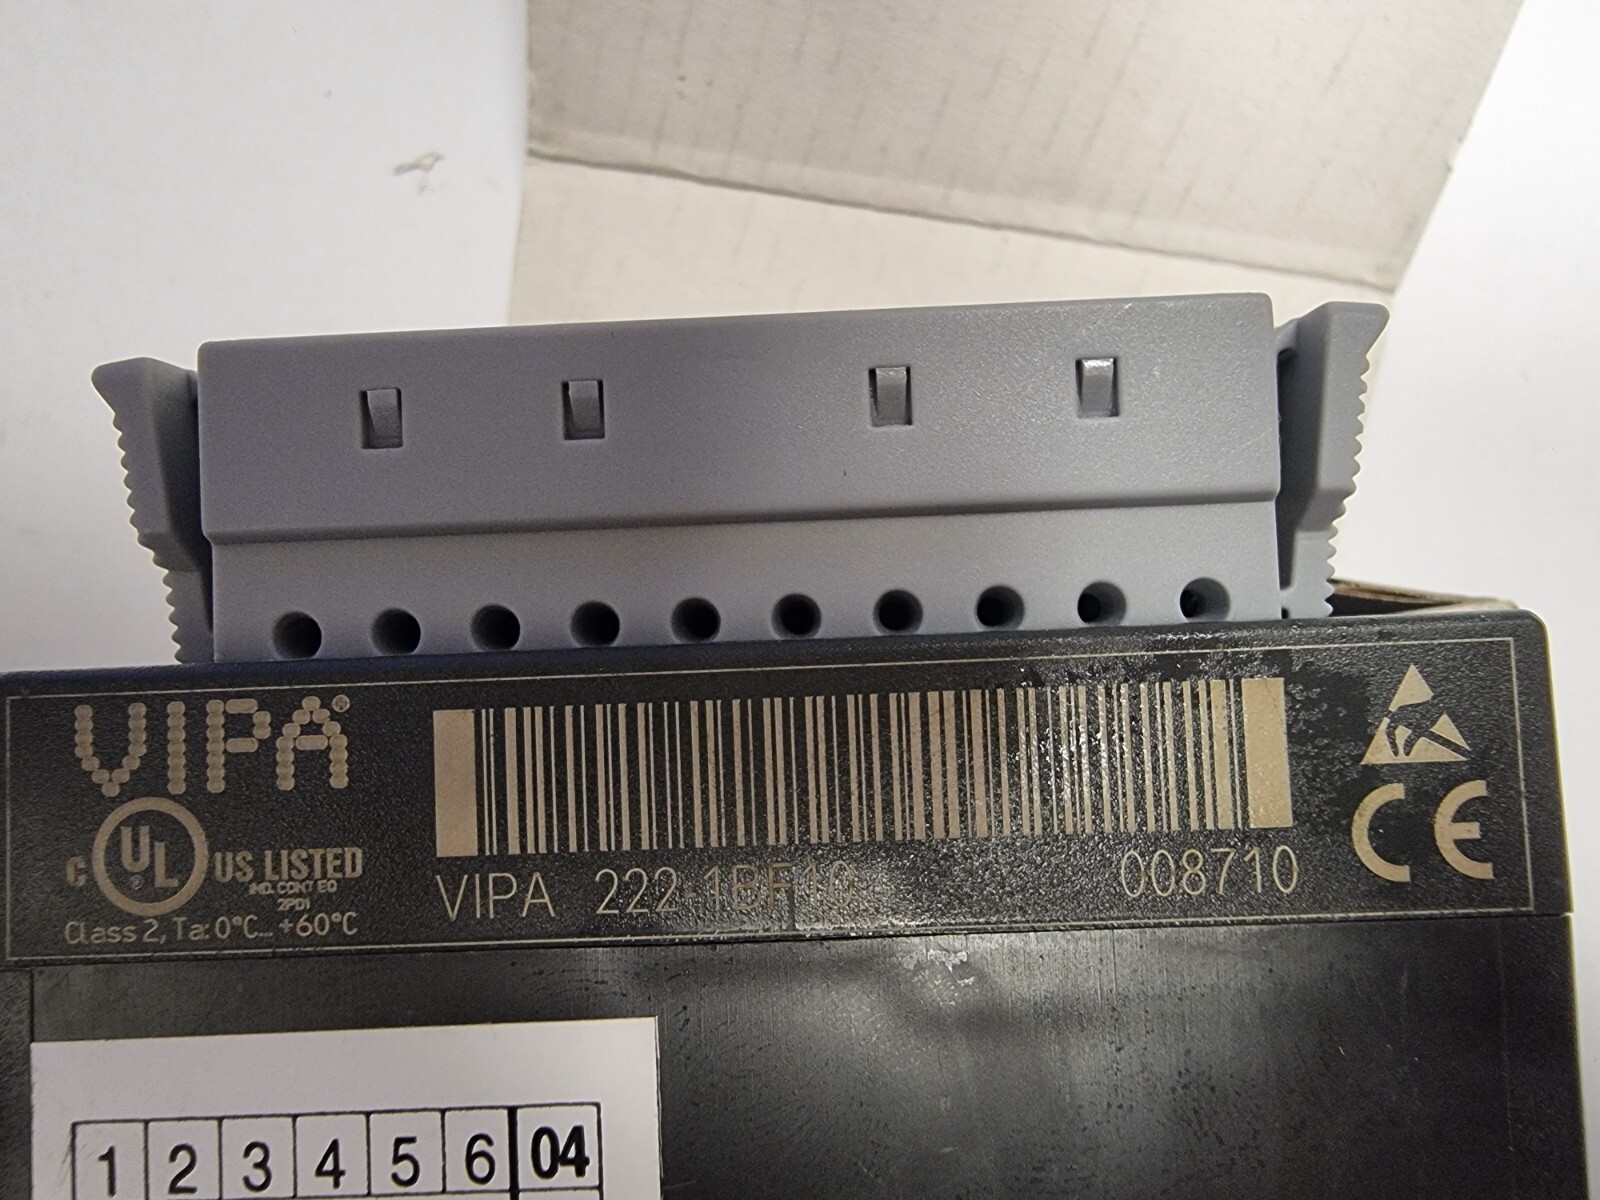 VIPA®
C UL® US LISTED
IND. CONT. EQ
2PD1
Class 2, Ta: 0°C... +60°C
VIPA 222-1BF10 008710
CE
1 2 3 4 5 6 04